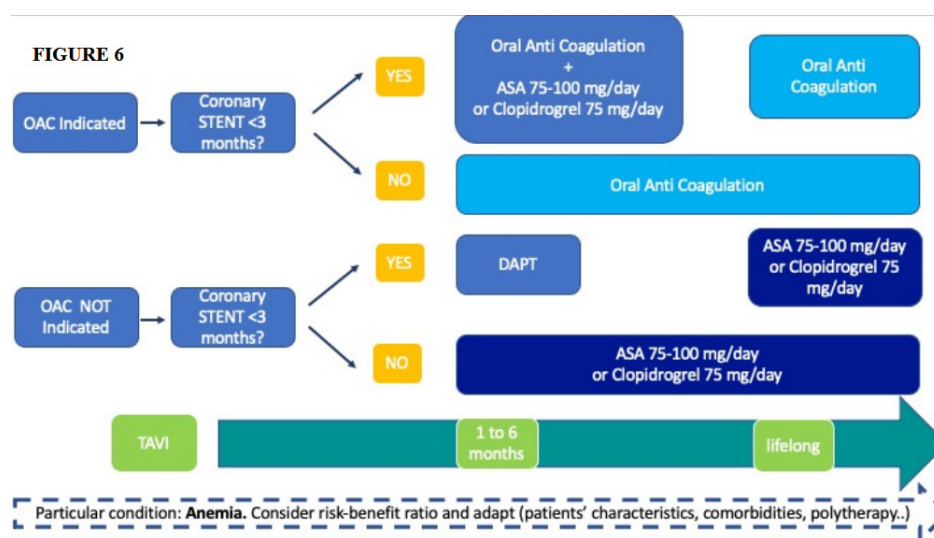 FIGURE 6
OAC Indicated
Coronary
STENT <3
months?
YES
Oral Anti Coagulation
+
ASA 75-100 mg/day
or Clopidrogrel 75 mg/day
Oral Anti
Coagulation
NO
Oral Anti Coagulation
OAC NOT
Indicated
Coronary
STENT <3
months?
YES
DAPT
ASA 75-100 mg/day
or Clopidrogrel 75
mg/day
NO
ASA 75-100 mg/day
or Clopidrogrel 75 mg/day
TAVI
1 to 6
months
lifelong
Particular condition: Anemia. Consider risk-benefit ratio and adapt (patients' characteristics, comorbidities, polytherapy..)